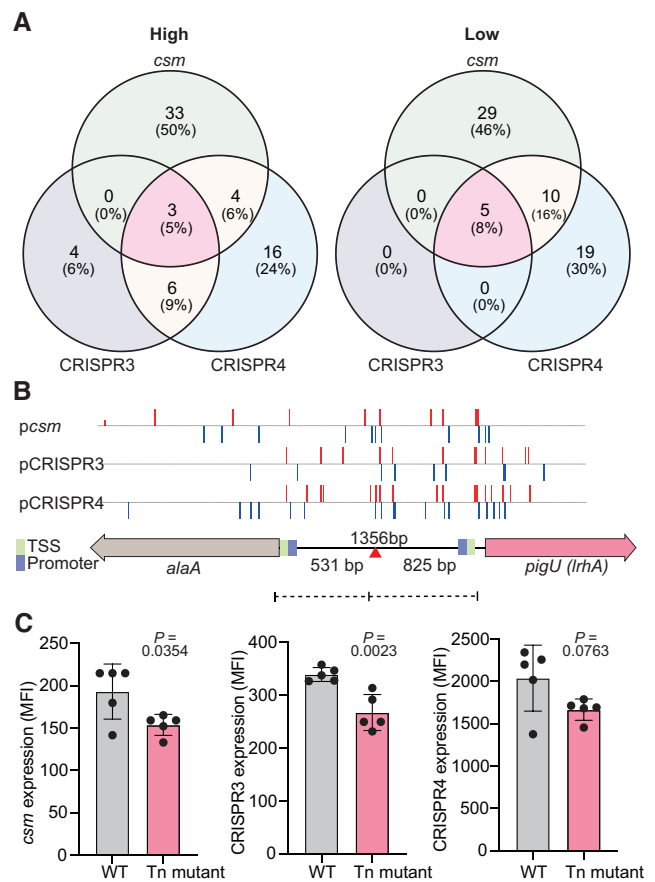 A
High
Low
csm
csm
33
(50%)
0
(0%)
3
(5%)
4
(6%)
4
(6%)
6
(9%)
16
(24%)
CRISPR3
CRISPR4
29
(46%)
0
(0%)
5
(8%)
10
(16%)
0
(0%)
0
(0%)
19
(30%)
CRISPR3
CRISPR4
B
pcsm
pCRISPR3
pCRISPR4
TSS
Promoter
1356bp
531 bp
825 bp
alaA
pigU (lrhA)
C
csm expression (MFI)
250
200
150
100
50
0
P =
0.0354
WT
Tn mutant
CRISPR3 expression (MFI)
400
300
200
100
0
P =
0.0023
WT
Tn mutant
CRISPR4 expression (MFI)
2500
2000
1500
1000
500
0
P =
0.0763
WT
Tn mutant